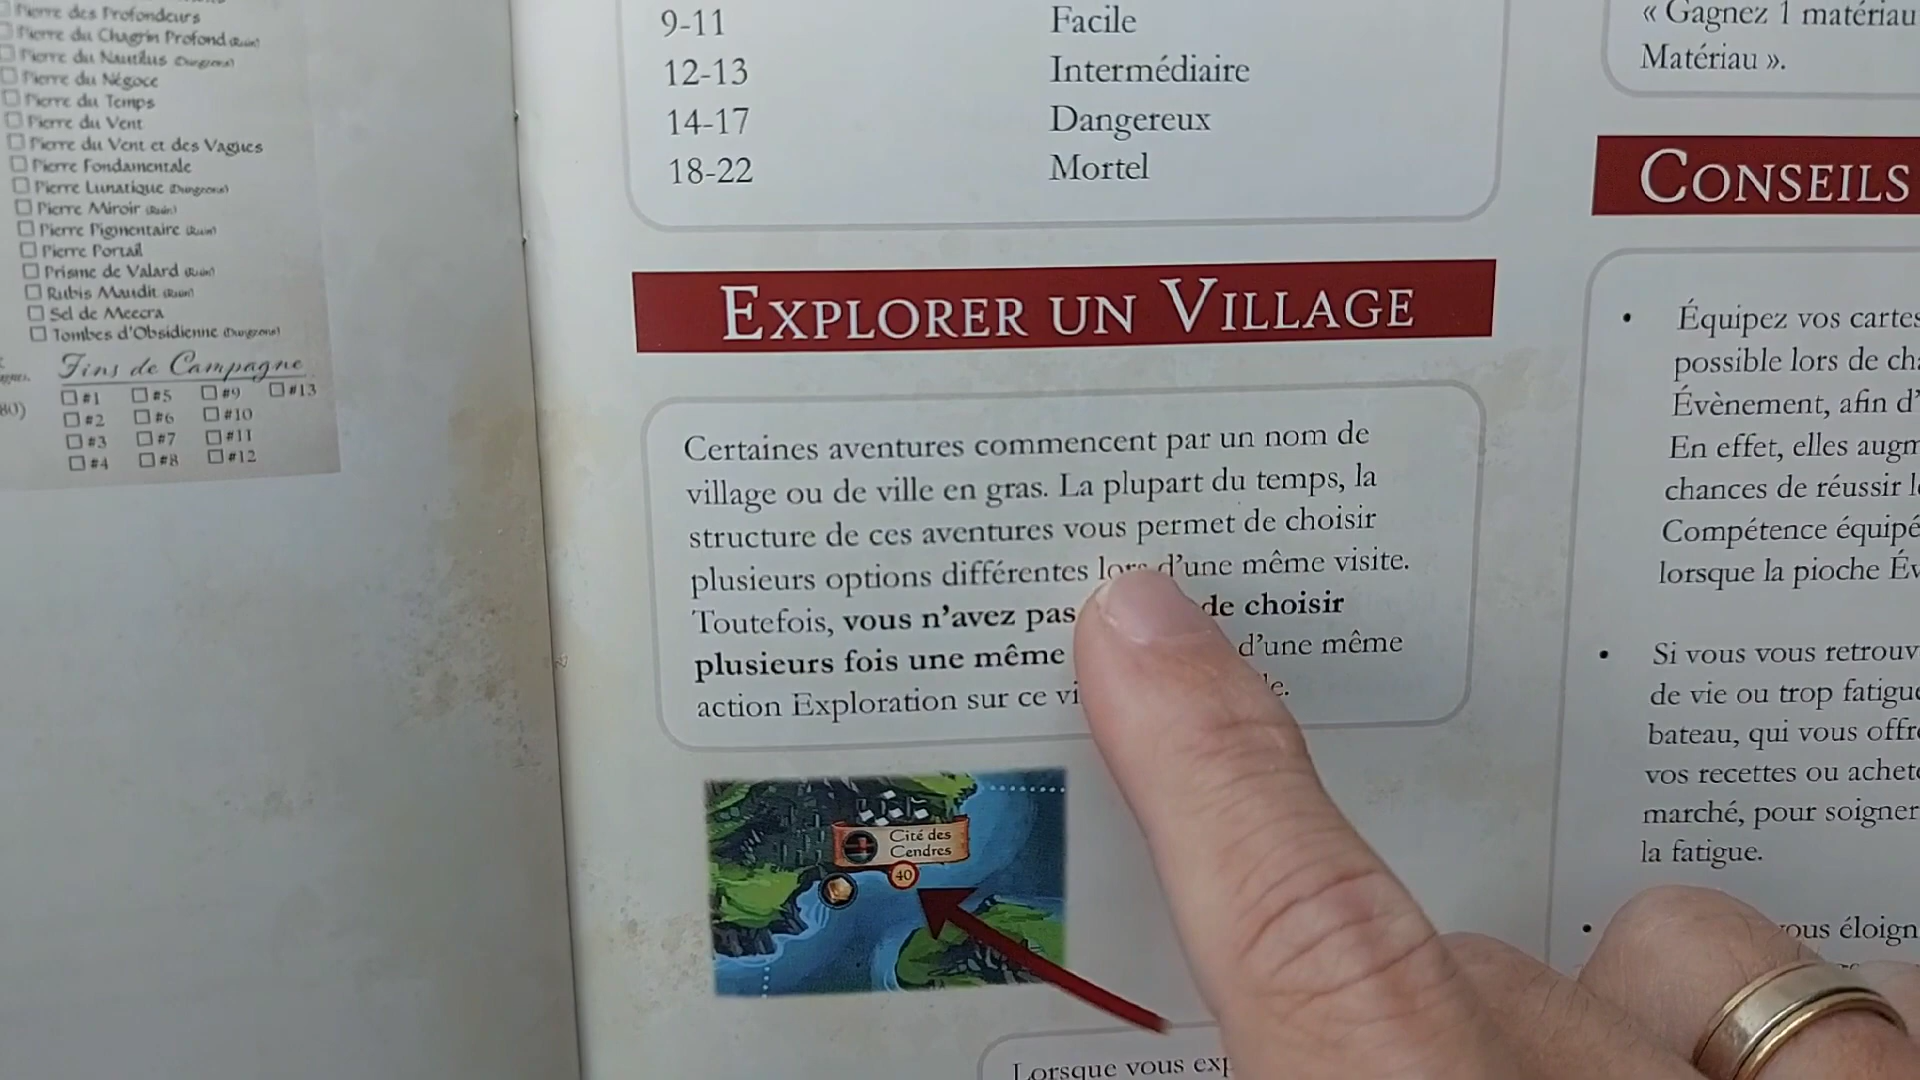 Pierre des Profondeurs
Pierre du Chagrin Profond (Ruin)
Pierre du Nautilus (Dungeons)
Pierre du Négoce
Pierre du Temps
Pierre du Vent
Pierre du Vent et des Vagues
Pierre Fondamentale
Pierre Lunatique (Dungeons)
Pierre Miroir (Ruin)
Pierre Pigmentaire (Ruin)
Pierre Portail
Prisme de Valard (Ruin)
Rubis Maudit (Ruin)
Sel de Meecra
Tombes d'Obsidienne (Dungeons)
Fins de Campagne
#1 #5 #9 #13
#2 #6 #10
#3 #7 #11
#4 #8 #12
80)
9-11 Facile
12-13 Intermédiaire
14-17 Dangereux
18-22 Mortel
EXPLORER UN VILLAGE
Certaines aventures commencent par un nom de
village ou de ville en gras. La plupart du temps, la
structure de ces aventures vous permet de choisir
plusieurs options différentes lors d'une même visite.
Toutefois, vous n'avez pas de choisir
plusieurs fois une même d'une même
action Exploration sur ce
Cité des
Cendres
40
Lorsque vous
« Gagnez 1 matériau
Matériau ».
CONSEILS
• Équipez vos cartes
possible lors de
Évènement, afin d'
En effet, elles
chances de réussir
Compétence
lorsque la pioche
• Si vous vous
de vie ou trop
bateau, qui vous
vos recettes ou
marché, pour soigner
la fatigue.
•